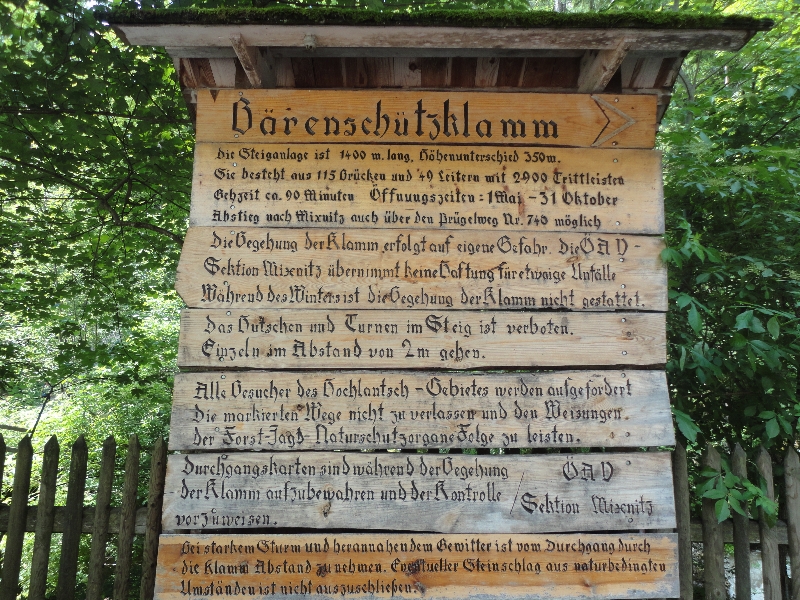 Bärenschützklamm
Die Steiganlage ist 1400 m. lang, Höhenunterschied 350m.
Sie besteht aus 115 Brücken und 49 Leitern mit 2900 Trittleisten
Gehzeit ca. 90 Minuten Öffnungszeiten: 1 Mai - 31 Oktober
Abstieg nach Mixnitz auch über den Prügelweg Nr. 745 möglich
Die Begehung der Klamm erfolgt auf eigene Gefahr. Die ÖAV-
Sektion Mixenitz übernimmt keine Haftung für etwaige Unfälle
Während des Winters ist die Begehung der Klamm nicht gestattet.
Das Hutschen und Turnen im Steig ist verboten.
Einzeln im Abstand von 2m gehen.
Alle Besucher des Hochlantsch-Gebietes werden aufgefordert
Die markierten Wege nicht zu verlassen und den Weisungen.
der Forst-Jagd-Naturschutzorgane Folge zu leisten.
Durchgangskarten sind während der Begehung ÖAV
der Klamm aufzubewahren und der Kontrolle / Sektion Mixenitz
vorzuweisen.
Bei starkem Sturm und herannahendem Gewitter ist vom Durchgang durch
die Klamm Abstand zu nehmen. Eventueller Steinschlag aus naturbedingten
Umständen ist nicht auszuschließen.